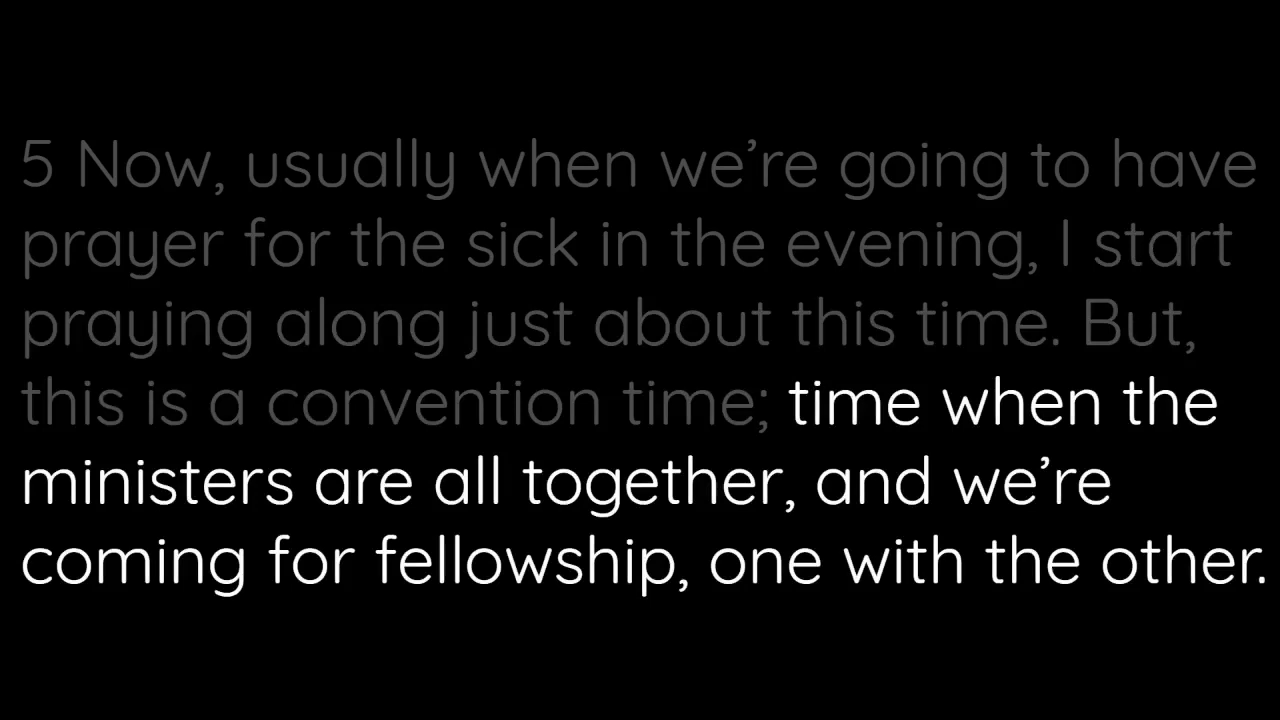 5 Now, usually when we’re going to have
prayer for the sick in the evening, I start
praying along just about this time. But,
this is a convention time; time when the
ministers are all together, and we’re
coming for fellowship, one with the other.